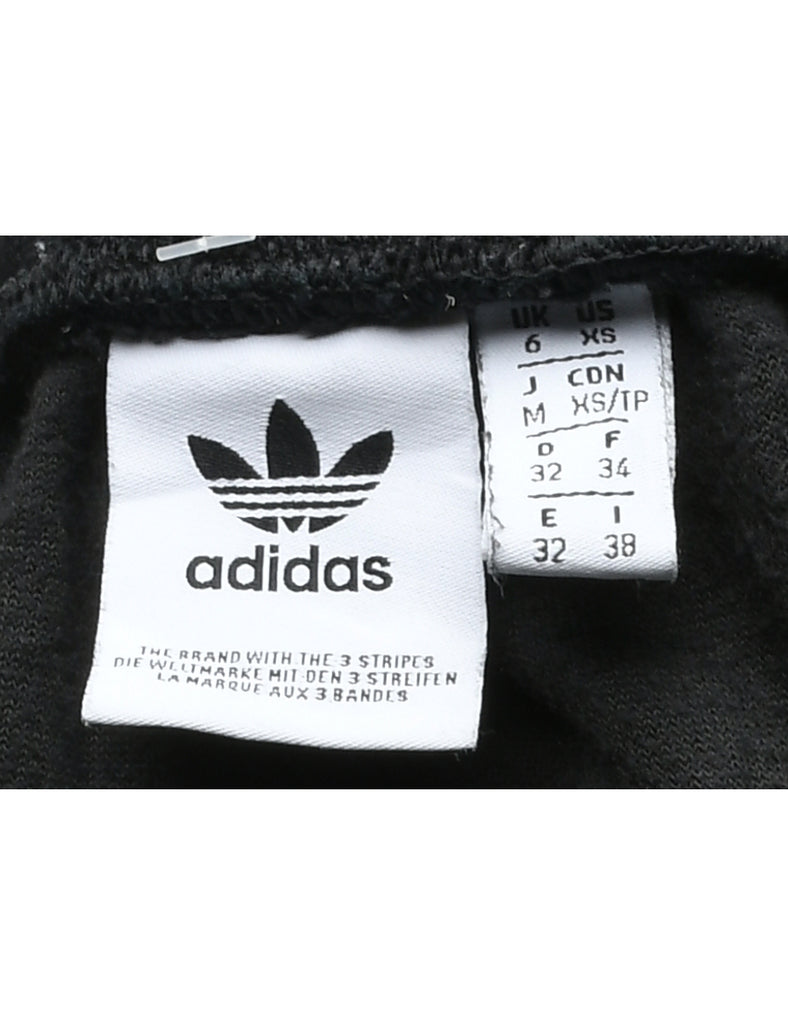 adidas
THE BRAND WITH THE 3 STRIPES
DIE WELTMARKE MIT DEN 3 STREIFEN
LA MARQUE AUX 3 BANDES
UK US
6 XS
J CDN
M XS/TP
D F
32 34
E I
32 38